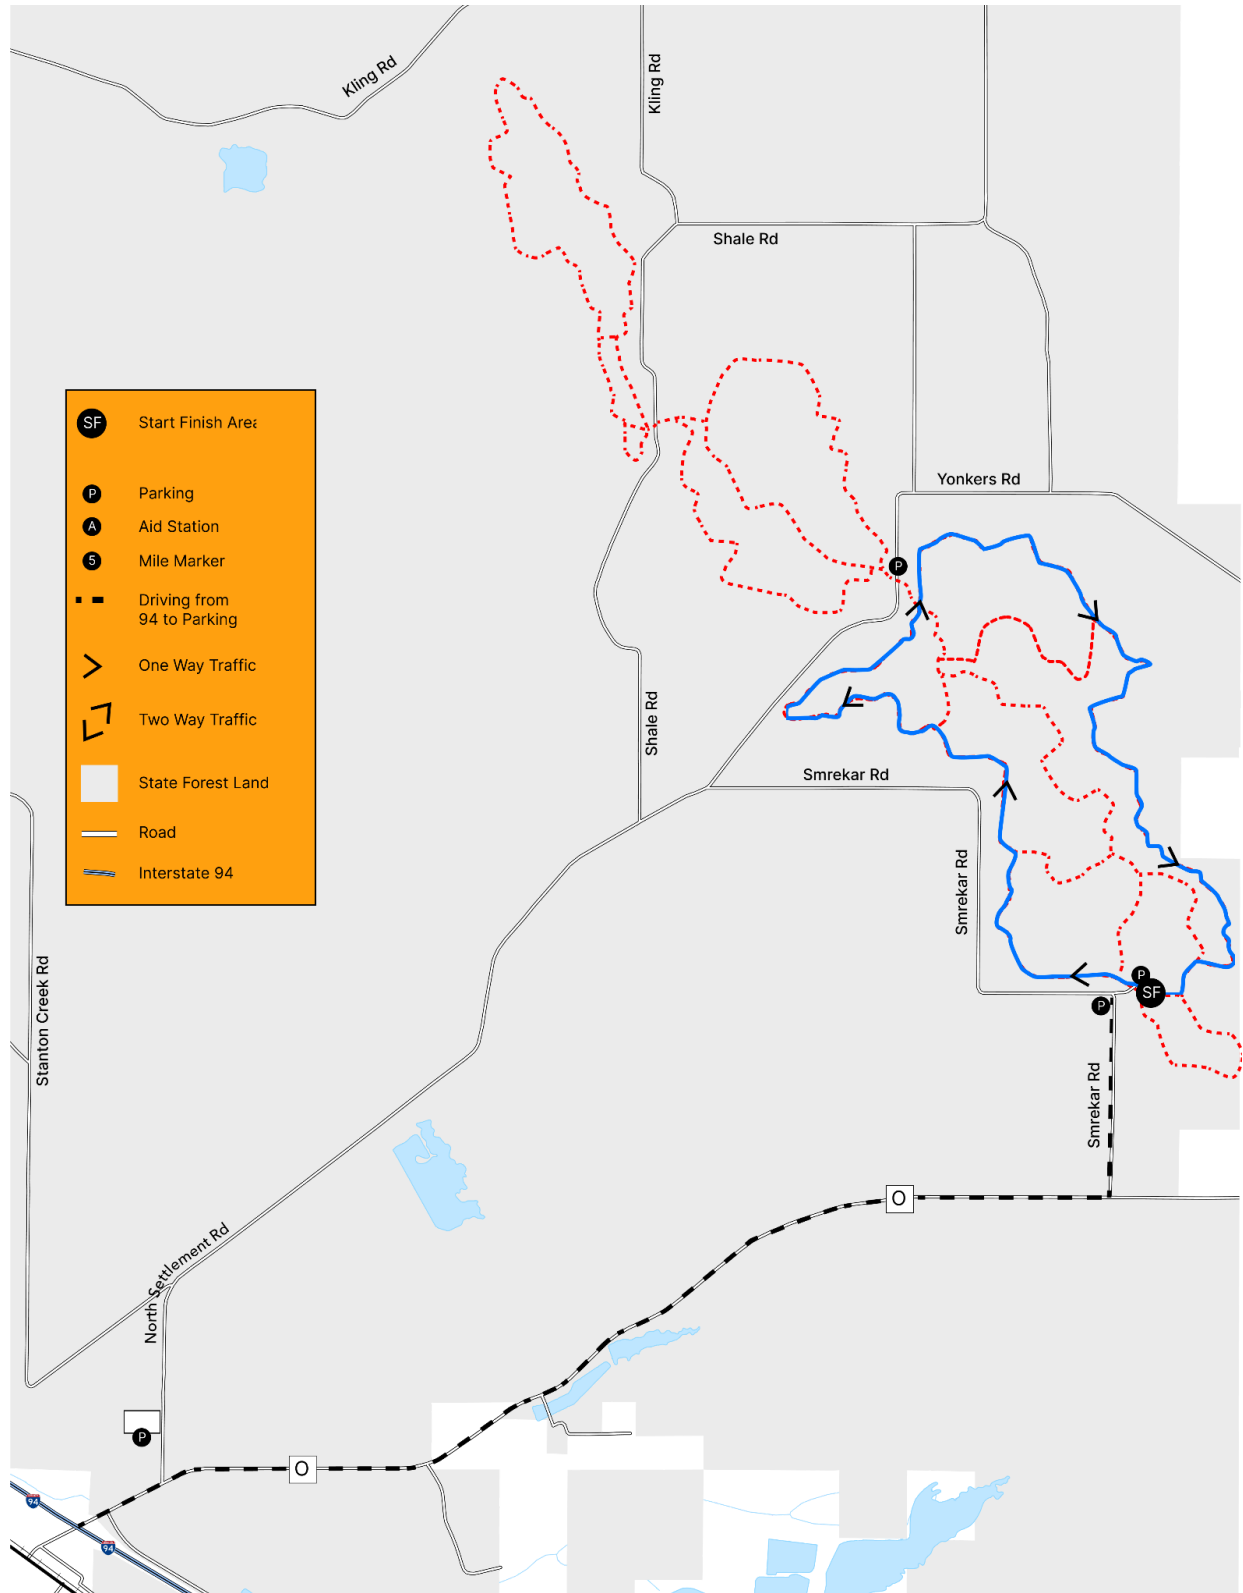 Kling Rd
Kling Rd
Shale Rd
SF
Start Finish Area
P
Parking
A
Aid Station
5
Mile Marker
Driving from
94 to Parking
One Way Traffic
Two Way Traffic
State Forest Land
Road
Interstate 94
Yonkers Rd
P
Shale Rd
Smrekar Rd
Smrekar Rd
Stanton Creek Rd
P
SF
P
Smrekar Rd
O
North Settlement Rd
P
O
94
94